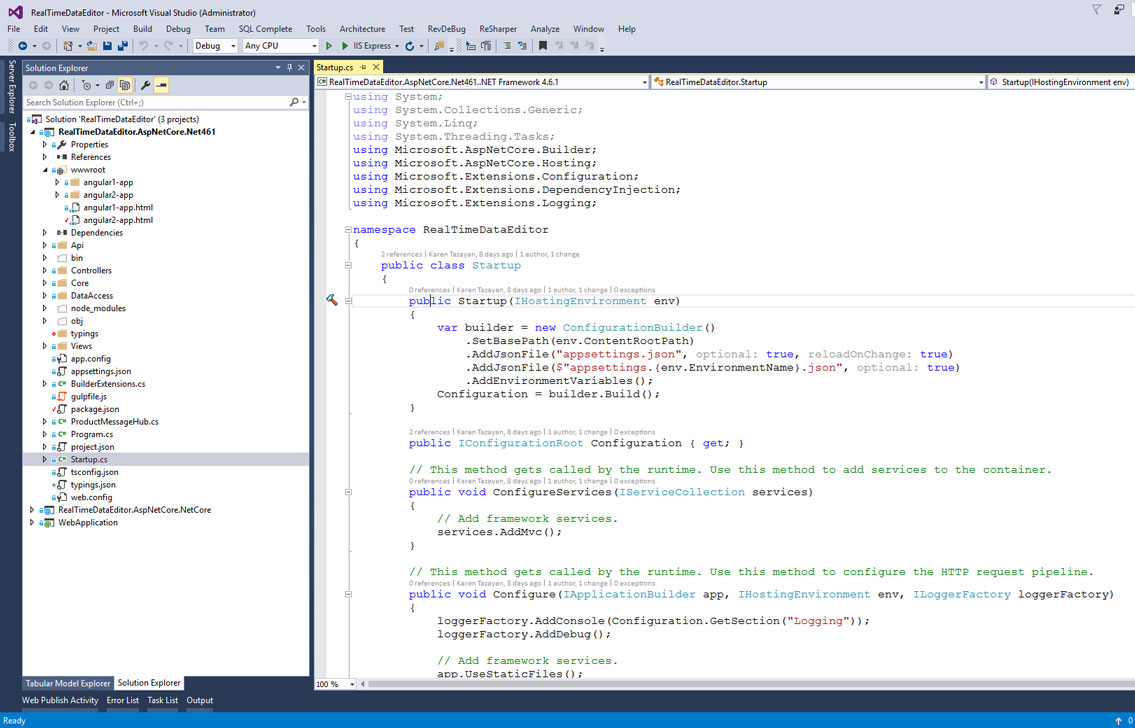 RealTimeDataEditor - Microsoft Visual Studio (Administrator)
File Edit View Project Build Debug Team SQL Complete Tools Architecture Test RevDeBug ReSharper Analyze Window Help
Debug Any CPU IIS Express
Server Explorer
Toolbox
Solution Explorer
Search Solution Explorer (Ctrl+;)
Solution 'RealTimeDataEditor' (3 projects)
RealTimeDataEditor.AspNetCore.Net461
Properties
References
wwwroot
angular1-app
angular2-app
angular1-app.html
angular2-app.html
Dependencies
Api
bin
Controllers
Core
DataAccess
node_modules
obj
typings
Views
app.config
appsettings.json
BuilderExtensions.cs
gulpfile.js
package.json
ProductMessageHub.cs
Program.cs
project.json
Startup.cs
tsconfig.json
typings.json
web.config
RealTimeDataEditor.AspNetCore.NetCore
WebApplication
Tabular Model Explorer Solution Explorer
Startup.cs
RealTimeDataEditor.AspNetCore.Net461..NET Framework 4.6.1 RealTimeDataEditor.Startup Startup(IHostingEnvironment env)
using System;
using System.Collections.Generic;
using System.Linq;
using System.Threading.Tasks;
using Microsoft.AspNetCore.Builder;
using Microsoft.AspNetCore.Hosting;
using Microsoft.Extensions.Configuration;
using Microsoft.Extensions.DependencyInjection;
using Microsoft.Extensions.Logging;
namespace RealTimeDataEditor
{
2 references | Karen Tazayan, 8 days ago | 1 author, 1 change
public class Startup
{
0 references | Karen Tazayan, 8 days ago | 1 author, 1 change | 0 exceptions
public Startup(IHostingEnvironment env)
{
var builder = new ConfigurationBuilder()
.SetBasePath(env.ContentRootPath)
.AddJsonFile("appsettings.json", optional: true, reloadOnChange: true)
.AddJsonFile($"appsettings.{env.EnvironmentName}.json", optional: true)
.AddEnvironmentVariables();
Configuration = builder.Build();
}
2 references | Karen Tazayan, 8 days ago | 1 author, 1 change | 0 exceptions
public IConfigurationRoot Configuration { get; }
// This method gets called by the runtime. Use this method to add services to the container.
0 references | Karen Tazayan, 8 days ago | 1 author, 1 change | 0 exceptions
public void ConfigureServices(IServiceCollection services)
{
// Add framework services.
services.AddMvc();
}
// This method gets called by the runtime. Use this method to configure the HTTP request pipeline.
0 references | Karen Tazayan, 8 days ago | 1 author, 1 change | 0 exceptions
public void Configure(IApplicationBuilder app, IHostingEnvironment env, ILoggerFactory loggerFactory)
{
loggerFactory.AddConsole(Configuration.GetSection("Logging"));
loggerFactory.AddDebug();
// Add framework services.
app.UseStaticFiles();
100 %
Web Publish Activity Error List Task List Output
Ready 0